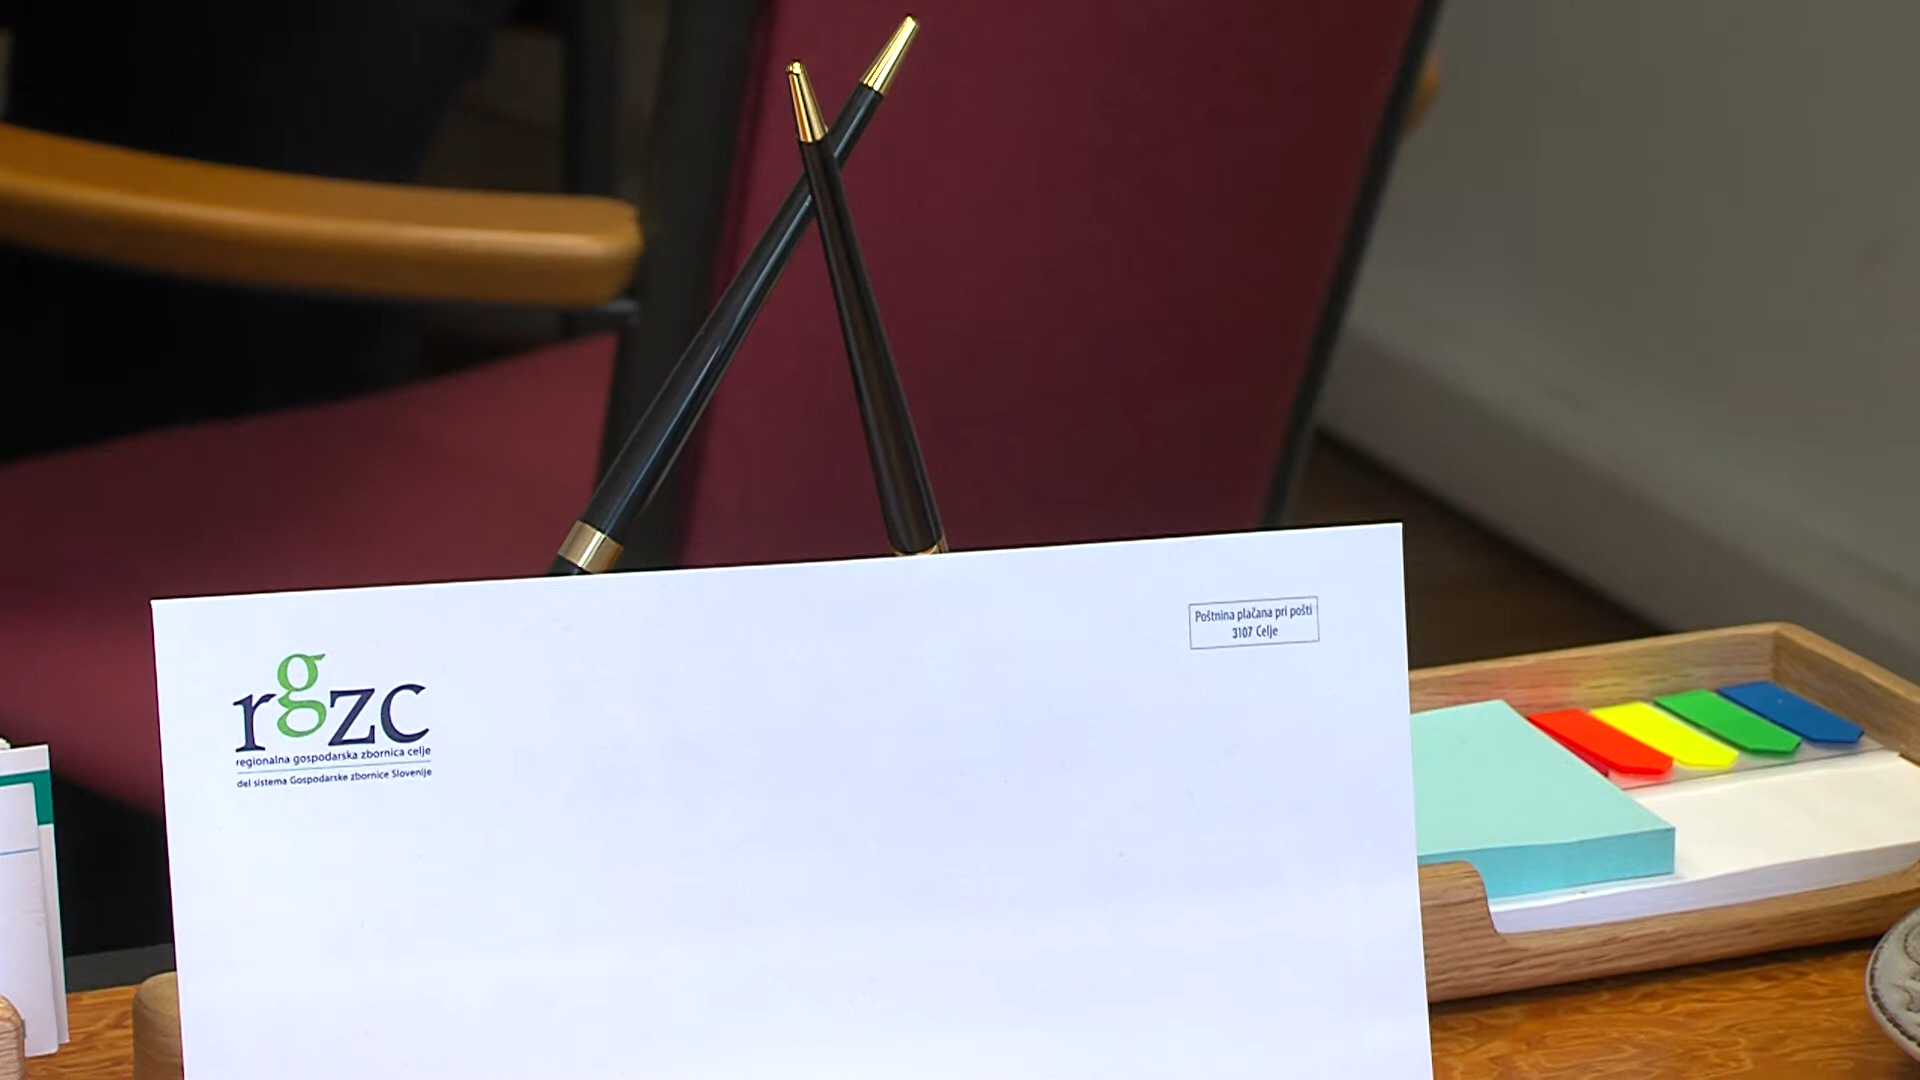 rgzc
regionalna gospodarska zbornica celje
del sistema Gospodarske zbornice Slovenije
Poštnina plačana pri pošti
3107 Celje